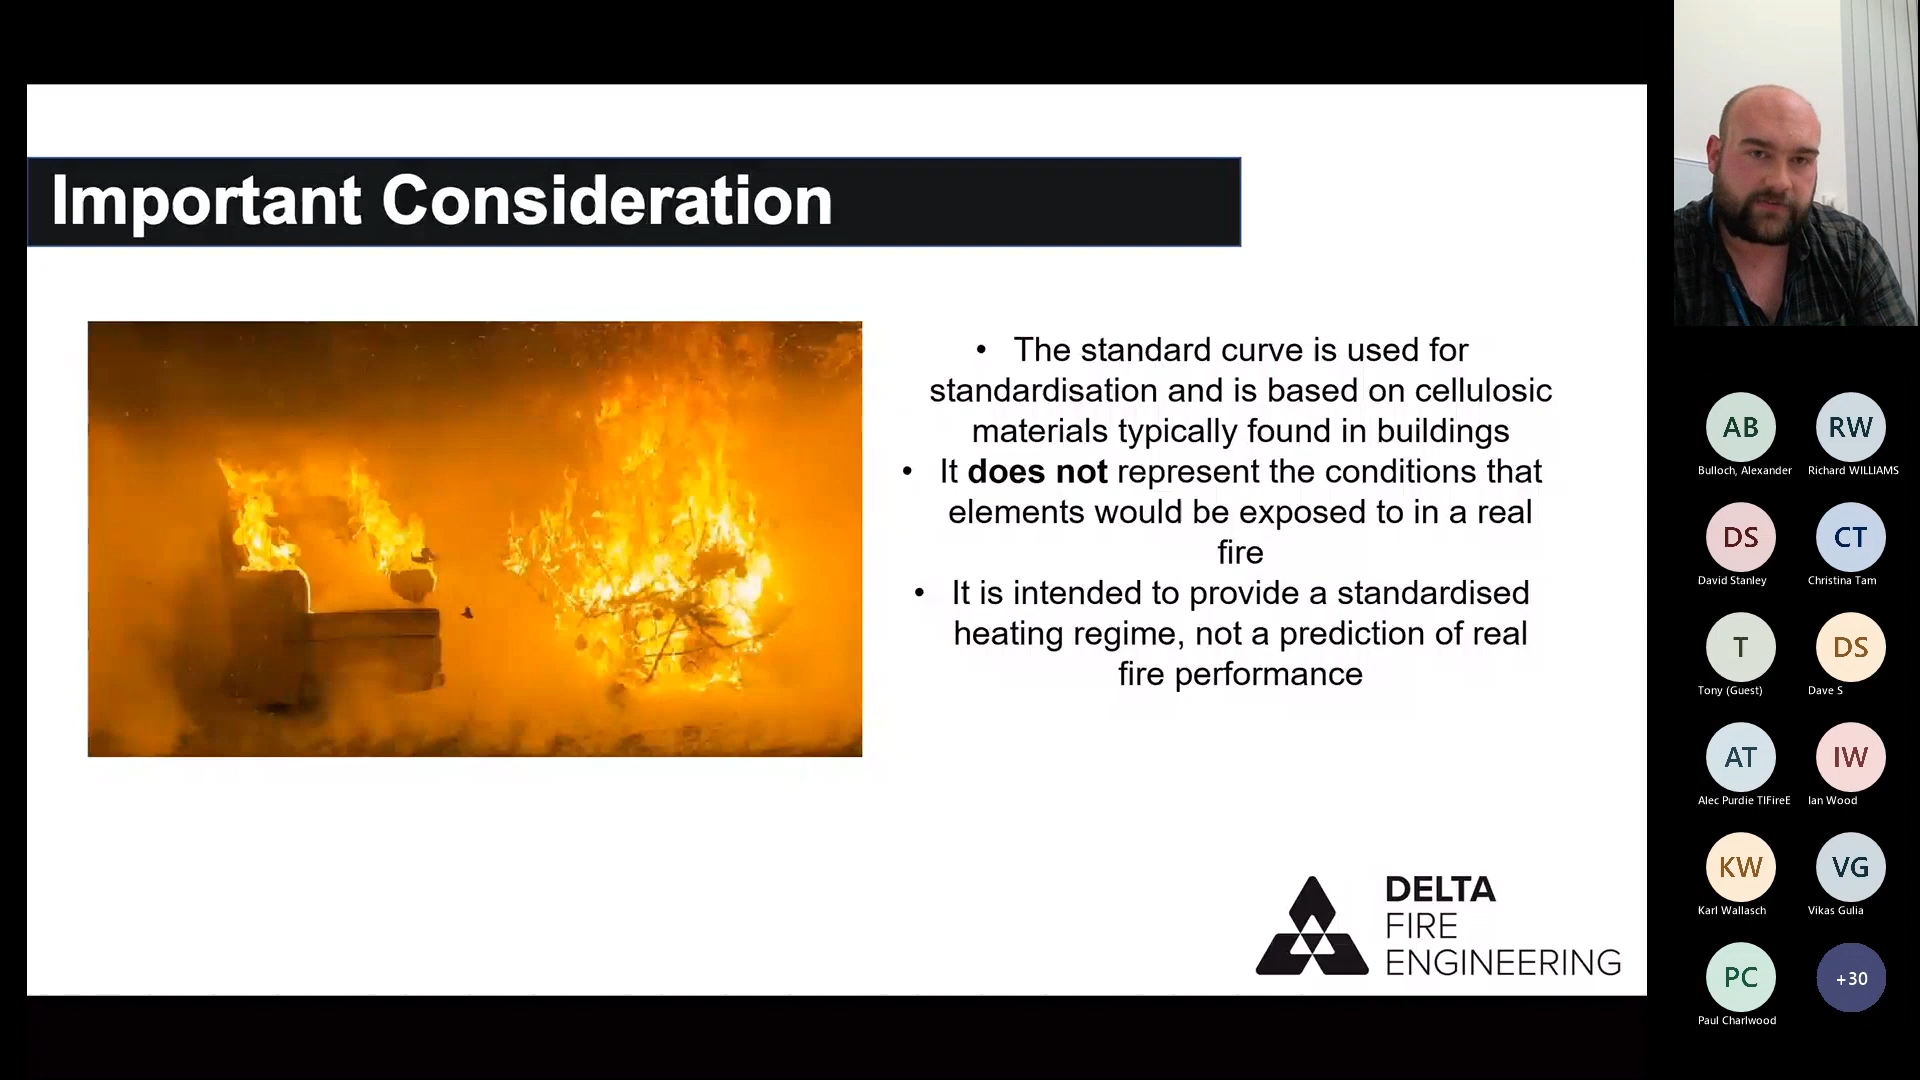 Important Consideration
• The standard curve is used for
standardisation and is based on cellulosic
materials typically found in buildings
• It does not represent the conditions that
elements would be exposed to in a real
fire
• It is intended to provide a standardised
heating regime, not a prediction of real
fire performance
DELTA
FIRE
ENGINEERING
AB
Bulloch, Alexander
RW
Richard WILLIAMS
DS
David Stanley
CT
Christina Tam
T
Tony (Guest)
DS
Dave S
AT
Alec Purdie TIFireE
IW
Ian Wood
KW
Karl Wallasch
VG
Vikas Gulia
PC
Paul Charlwood
+30